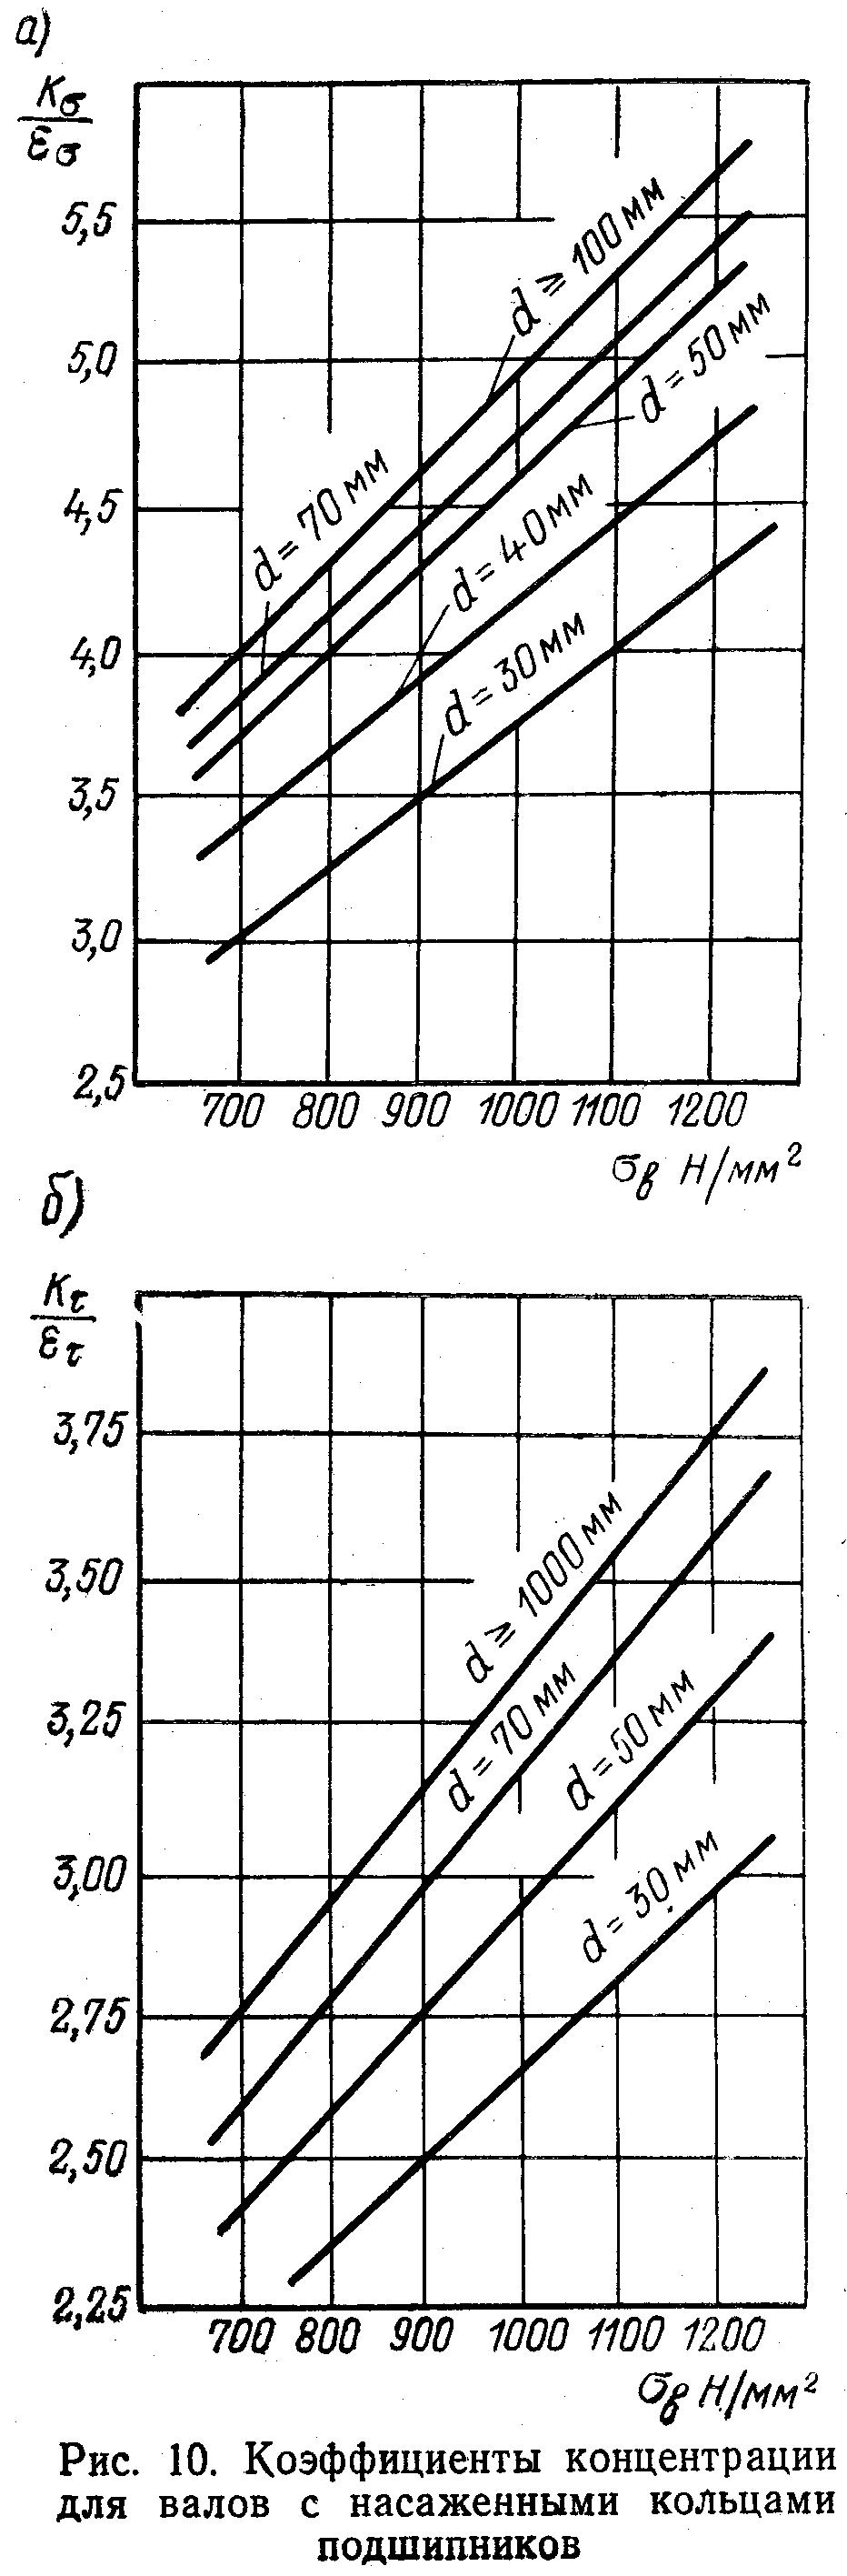 а)
Kσ
εσ
5,5
5,0
4,5
4,0
3,5
3,0
2,5
d ≥ 100 мм
d = 70 мм
d = 50 мм
d = 40 мм
d = 30 мм
700 800 900 1000 1100 1200
σв Н/мм²
б)
Kτ
ετ
3,75
3,50
3,25
3,00
2,75
2,50
2,25
d ≥ 1000 мм
d = 70 мм
d = 50 мм
d = 30 мм
700 800 900 1000 1100 1200
σв Н/мм²
Рис. 10. Коэффициенты концентрации
для валов с насаженными кольцами
подшипников